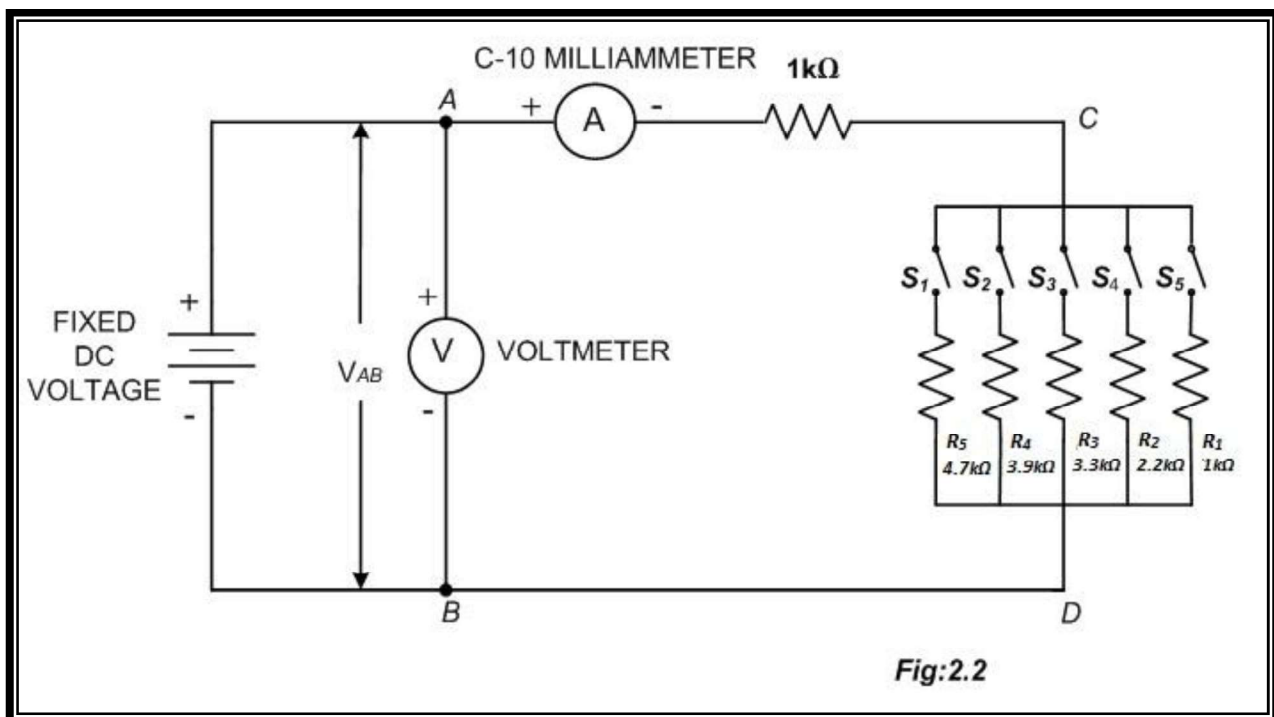 C-10 MILLIAMMETER
1kΩ
A
+
A
-
C
S1
S2
S3
S4
S5
+
FIXED
DC
VOLTAGE
-
VAB
+
V
VOLTMETER
-
R5
4.7kΩ
R4
3.9kΩ
R3
3.3kΩ
R2
2.2kΩ
R1
1kΩ
B
D
Fig:2.2